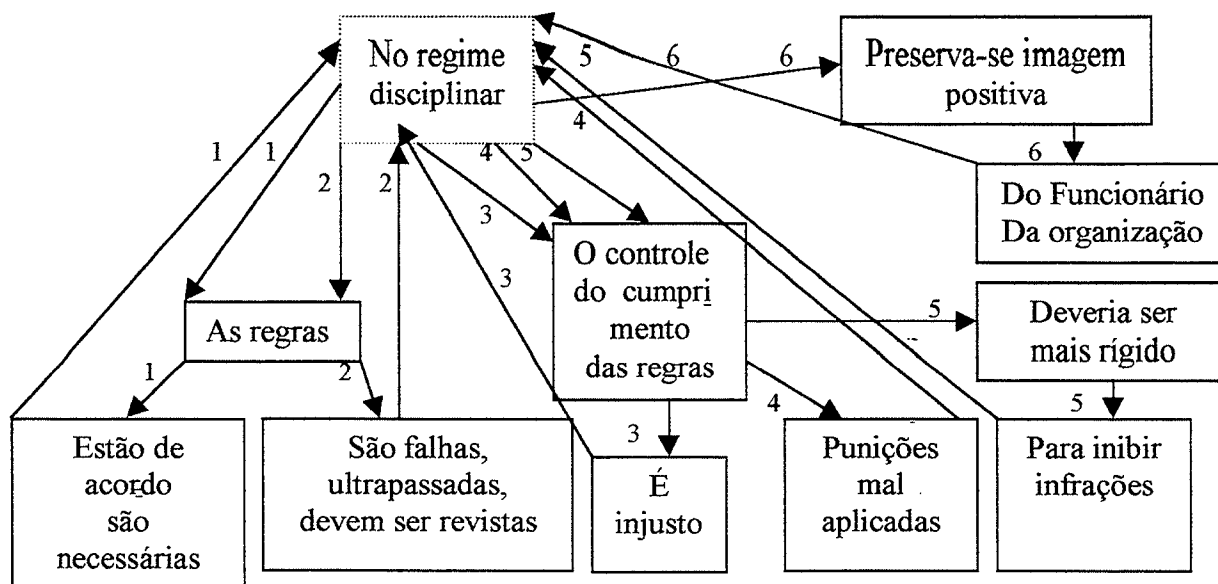 No regime
disciplinar
Preserva-se imagem
positiva
5
6
6
4
1
1
2
2
4
5
3
6
Do Funcionário
Da organização
O controle
do cumpri
mento
das regras
3
5
Deveria ser
mais rígido
As regras
1
2
3
4
5
Estão de
acordo
são
necessárias
São falhas,
ultrapassadas,
devem ser revistas
É
injusto
Punições
mal
aplicadas
Para inibir
infrações